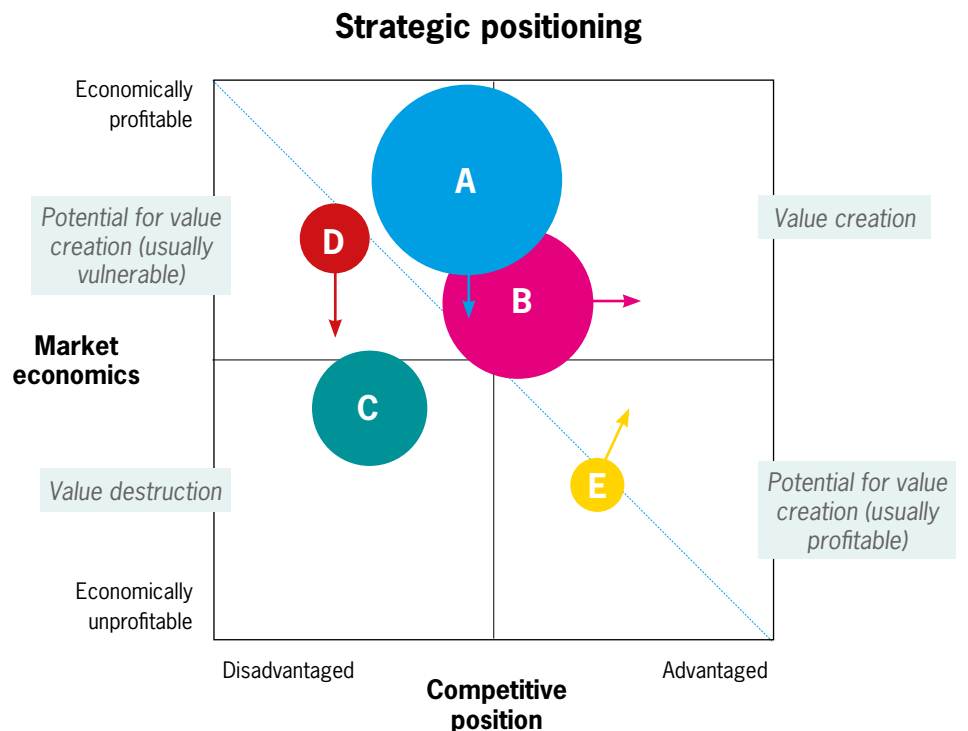 Strategic positioning
Economically
profitable
A
Potential for value
creation (usually
vulnerable)
D
Value creation
B
Market
economics
C
Value destruction
E
Potential for value
creation (usually
profitable)
Economically
unprofitable
Disadvantaged
Advantaged
Competitive
position